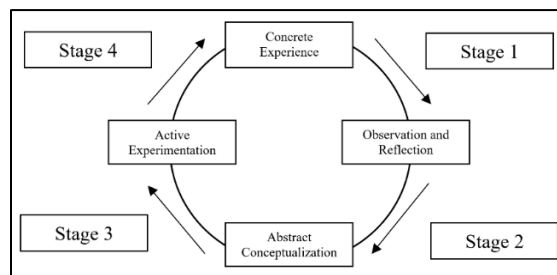 Stage 4
Concrete
Experience
Stage 1
Active
Experimentation
Observation and
Reflection
Stage 3
Abstract
Conceptualization
Stage 2